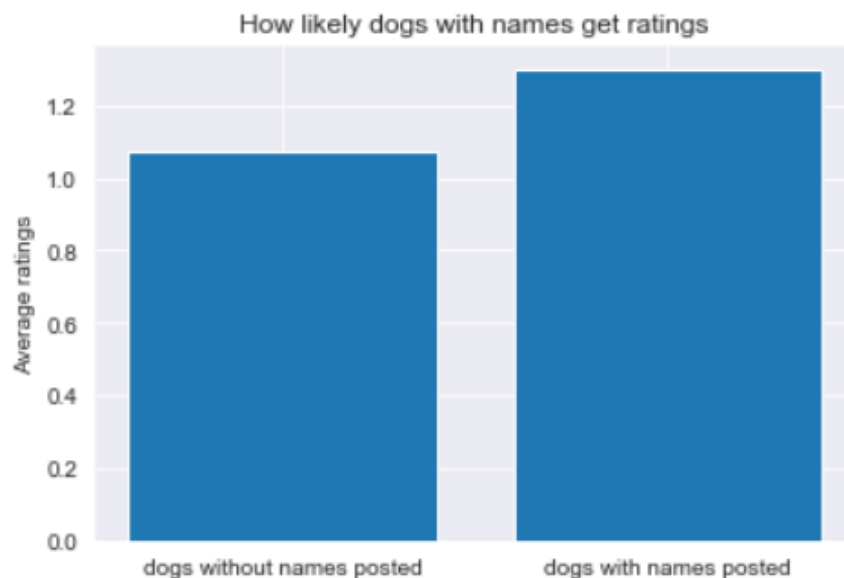 How likely dogs with names get ratings
1.2
1.0
0.8
0.6
0.4
0.2
0.0
Average ratings
dogs without names posted
dogs with names posted